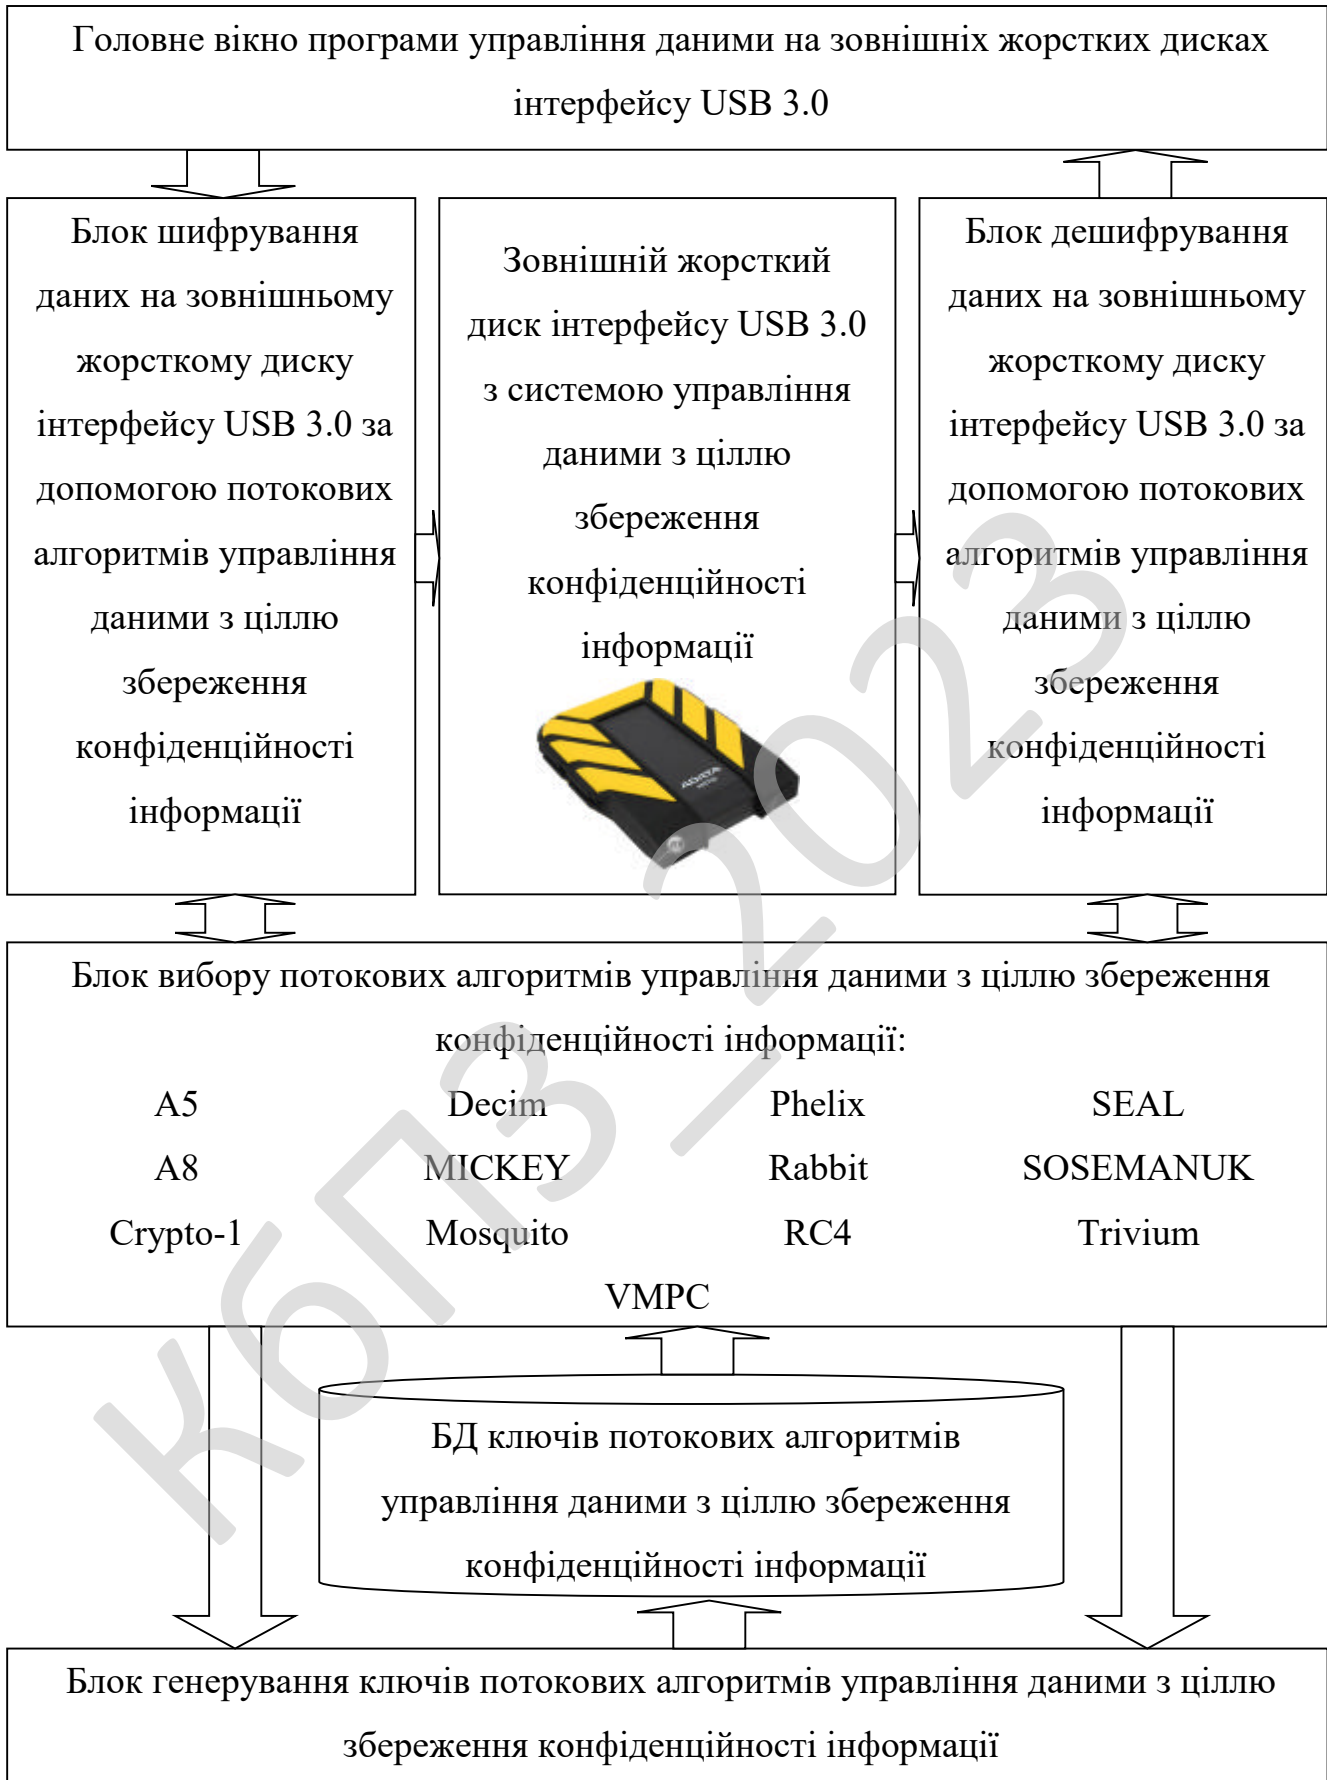 Головне вікно програми управління даними на зовнішніх жорстких дисках
інтерфейсу USB 3.0
Блок шифрування
даних на зовнішньому
жорсткому диску
інтерфейсу USB 3.0 за
допомогою потокових
алгоритмів управління
даними з ціллю
збереження
конфіденційності
інформації
Зовнішній жорсткий
диск інтерфейсу USB 3.0
з системою управління
даними з ціллю
збереження
конфіденційності
інформації
ADATA
Блок дешифрування
даних на зовнішньому
жорсткому диску
інтерфейсу USB 3.0 за
допомогою потокових
алгоритмів управління
даними з ціллю
збереження
конфіденційності
інформації
Блок вибору потокових алгоритмів управління даними з ціллю збереження
конфіденційності інформації:
A5 Decim Phelix SEAL
A8 MICKEY Rabbit SOSEMANUK
Crypto-1 Mosquito RC4 Trivium
VMPC
БД ключів потокових алгоритмів
управління даними з ціллю збереження
конфіденційності інформації
Блок генерування ключів потокових алгоритмів управління даними з ціллю
збереження конфіденційності інформації
КбПЗ_2023